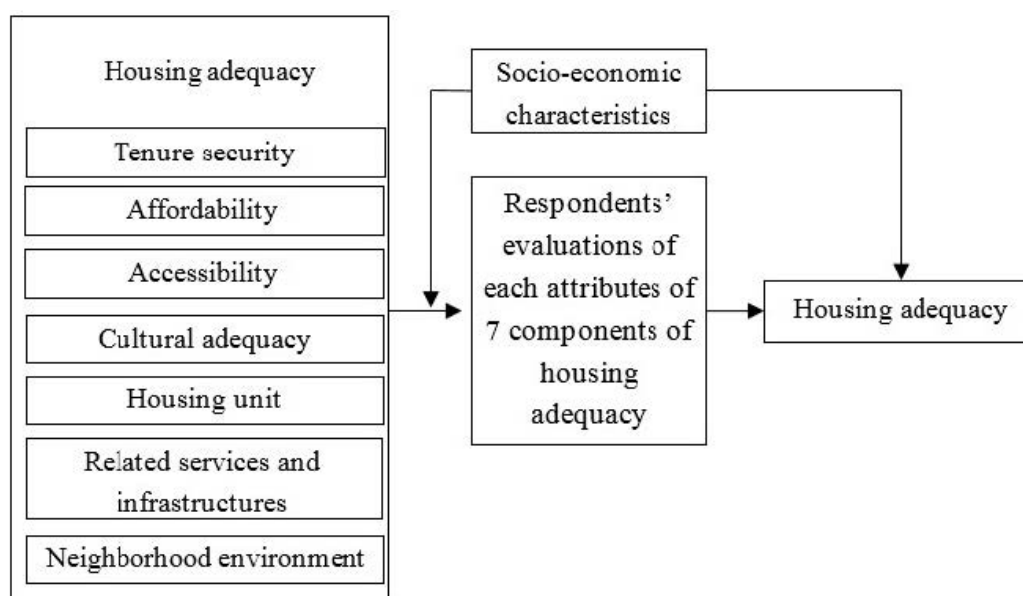 Housing adequacy
Tenure security
Affordability
Accessibility
Cultural adequacy
Housing unit
Related services and
infrastructures
Neighborhood environment
Socio-economic
characteristics
Respondents’
evaluations of
each attributes of
7 components of
housing
adequacy
Housing adequacy